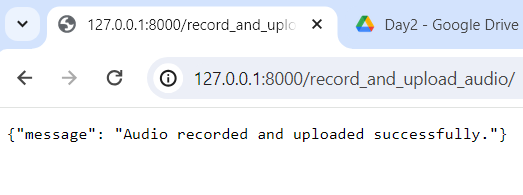 127.0.0.1:8000/record_and_uplo
Day2 - Google Drive
127.0.0.1:8000/record_and_upload_audio/
{"message": "Audio recorded and uploaded successfully."}